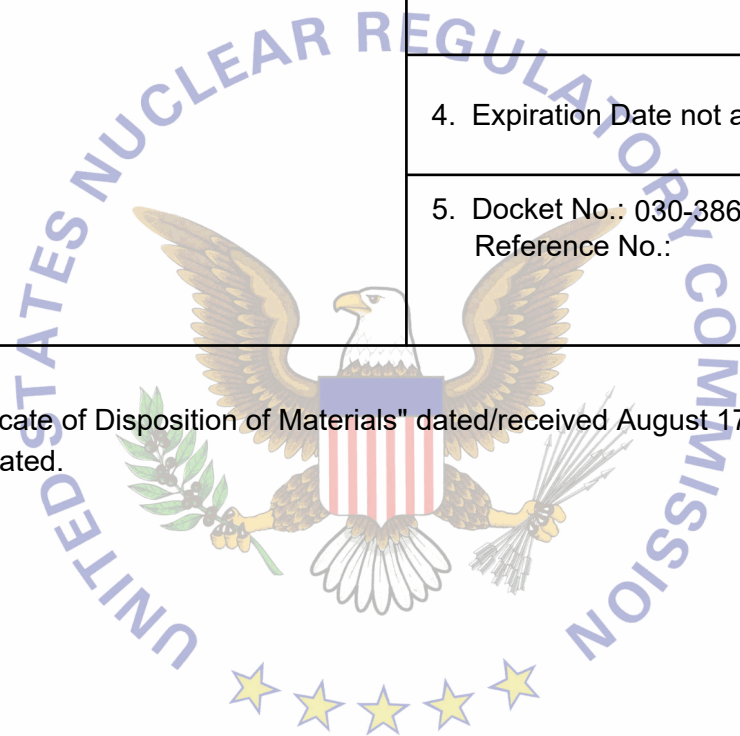 UNITED STATES NUCLEAR REGULATORY COMMISSION
4. Expiration Date not a
5. Docket No.: 030-386
Reference No.:
cate of Disposition of Materials" dated/received August 17
ated.